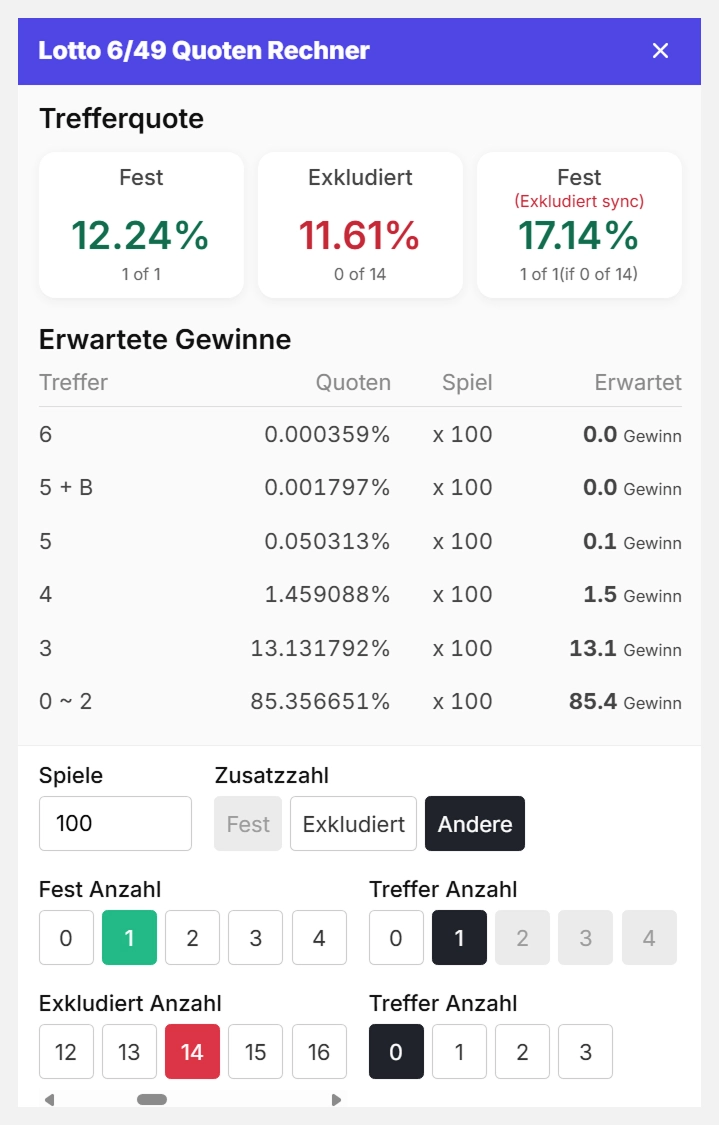 Lotto 6/49 Quoten Rechner ×
Trefferquote
Fest Exkludiert Fest
(Exkludiert sync)
12.24% 11.61% 17.14%
1 of 1 0 of 14 1 of 1(if 0 of 14)
Erwartete Gewinne
Treffer Quoten Spiel Erwartet
6 0.000359% x 100 0.0 Gewinn
5 + B 0.001797% x 100 0.0 Gewinn
5 0.050313% x 100 0.1 Gewinn
4 1.459088% x 100 1.5 Gewinn
3 13.131792% x 100 13.1 Gewinn
0 ~ 2 85.356651% x 100 85.4 Gewinn
Spiele Zusatzzahl
100 Fest Exkludiert Andere
Fest Anzahl Treffer Anzahl
0 1 2 3 4 0 1 2 3 4
Exkludiert Anzahl Treffer Anzahl
12 13 14 15 16 0 1 2 3